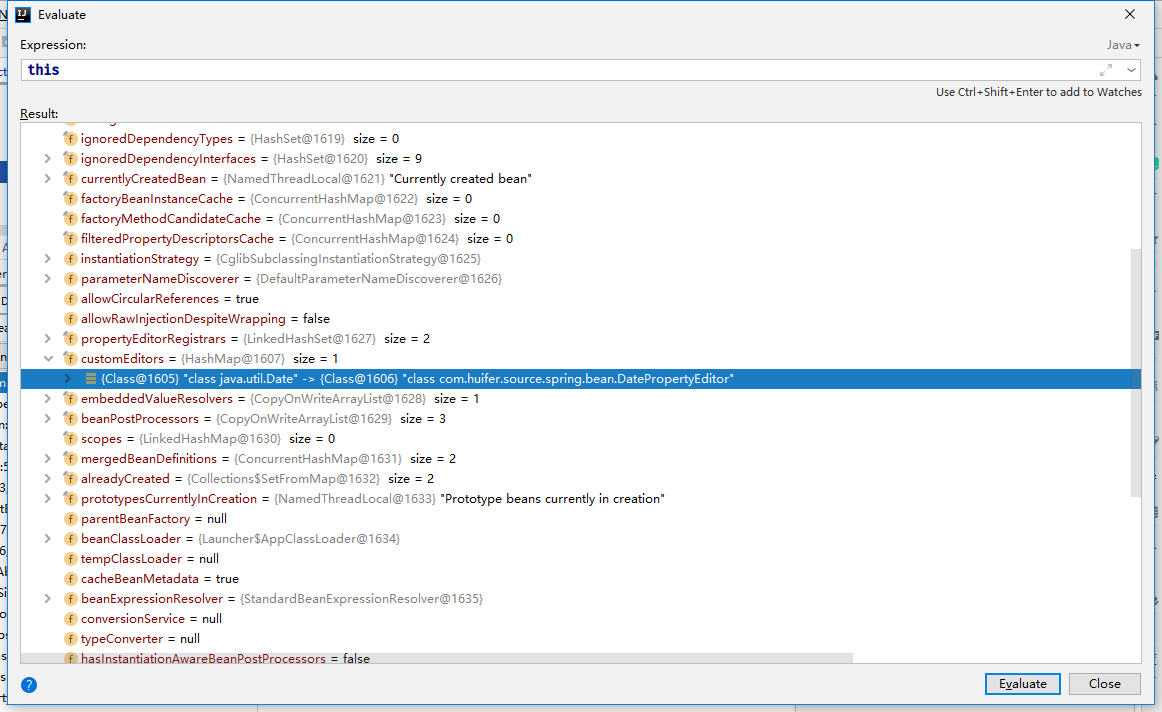 Evaluate
Expression:
Java
this
Use Ctrl+Shift+Enter to add to Watches
Result:
ignoredDependencyTypes = {HashSet@1619} size = 0
ignoredDependencyInterfaces = {HashSet@1620} size = 9
currentlyCreatedBean = {NamedThreadLocal@1621} "Currently created bean"
factoryBeanInstanceCache = {ConcurrentHashMap@1622} size = 0
factoryMethodCandidateCache = {ConcurrentHashMap@1623} size = 0
filteredPropertyDescriptorsCache = {ConcurrentHashMap@1624} size = 0
instantiationStrategy = {CglibSubclassingInstantiationStrategy@1625}
parameterNameDiscoverer = {DefaultParameterNameDiscoverer@1626}
allowCircularReferences = true
allowRawInjectionDespiteWrapping = false
propertyEditorRegistrars = {LinkedHashSet@1627} size = 2
customEditors = {HashMap@1607} size = 1
{Class@1605} "class java.util.Date" -> {Class@1606} "class com.huifer.source.spring.bean.DatePropertyEditor"
embeddedValueResolvers = {CopyOnWriteArrayList@1628} size = 1
beanPostProcessors = {CopyOnWriteArrayList@1629} size = 3
scopes = {LinkedHashMap@1630} size = 0
mergedBeanDefinitions = {ConcurrentHashMap@1631} size = 2
alreadyCreated = {Collections$SetFromMap@1632} size = 2
prototypesCurrentlyInCreation = {NamedThreadLocal@1633} "Prototype beans currently in creation"
parentBeanFactory = null
beanClassLoader = {Launcher$AppClassLoader@1634}
tempClassLoader = null
cacheBeanMetadata = true
beanExpressionResolver = {StandardBeanExpressionResolver@1635}
conversionService = null
typeConverter = null
hasInstantiationAwareBeanPostProcessors = false
Evaluate
Close